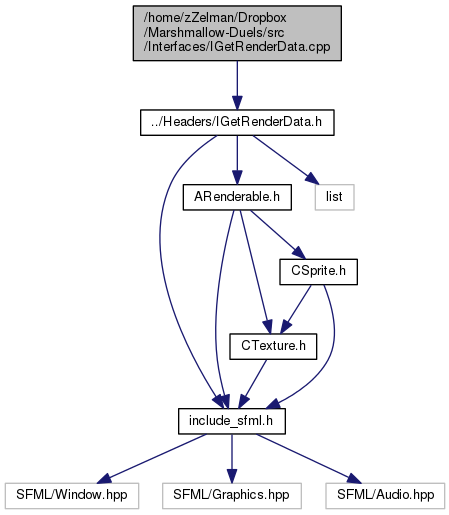 /home/zZelman/Dropbox
/Marshmallow-Duels/src
/Interfaces/IGetRenderData.cpp
../Headers/IGetRenderData.h
ARenderable.h
list
CSprite.h
CTexture.h
include_sfml.h
SFML/Window.hpp
SFML/Graphics.hpp
SFML/Audio.hpp